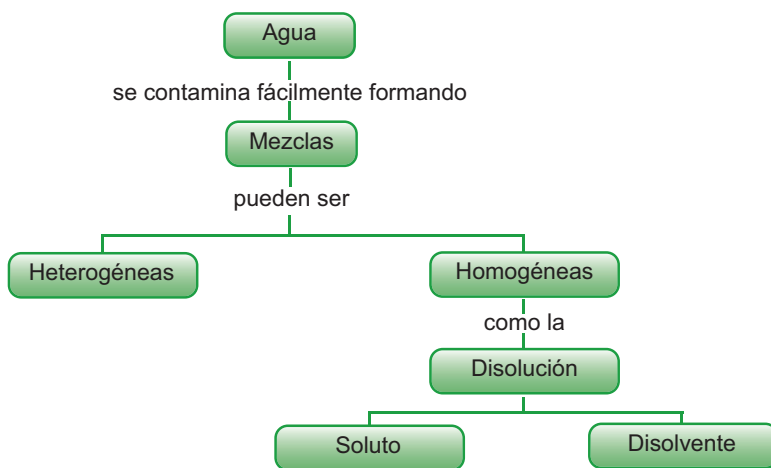 Agua
se contamina fácilmente formando
Mezclas
pueden ser
Heterogéneas
Homogéneas
como la
Disolución
Soluto
Disolvente